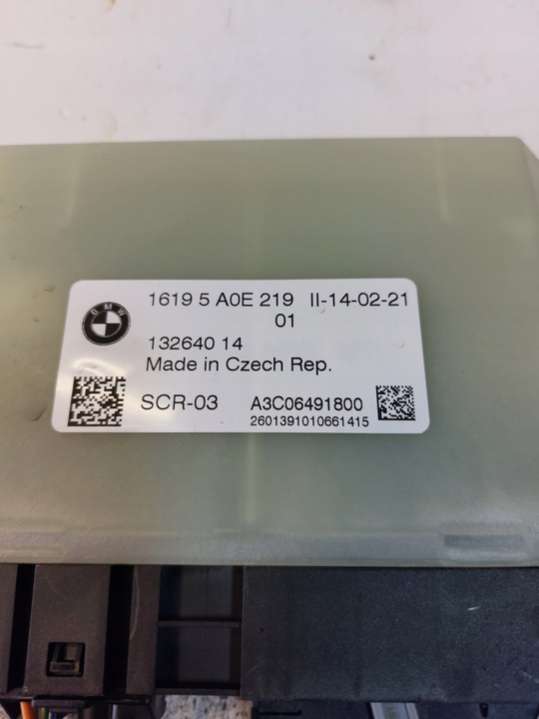 BMW
1619 5 A0E 219 II-14-02-21
01
132640 14
Made in Czech Rep.
SCR-03 A3C06491800
2601391010661415